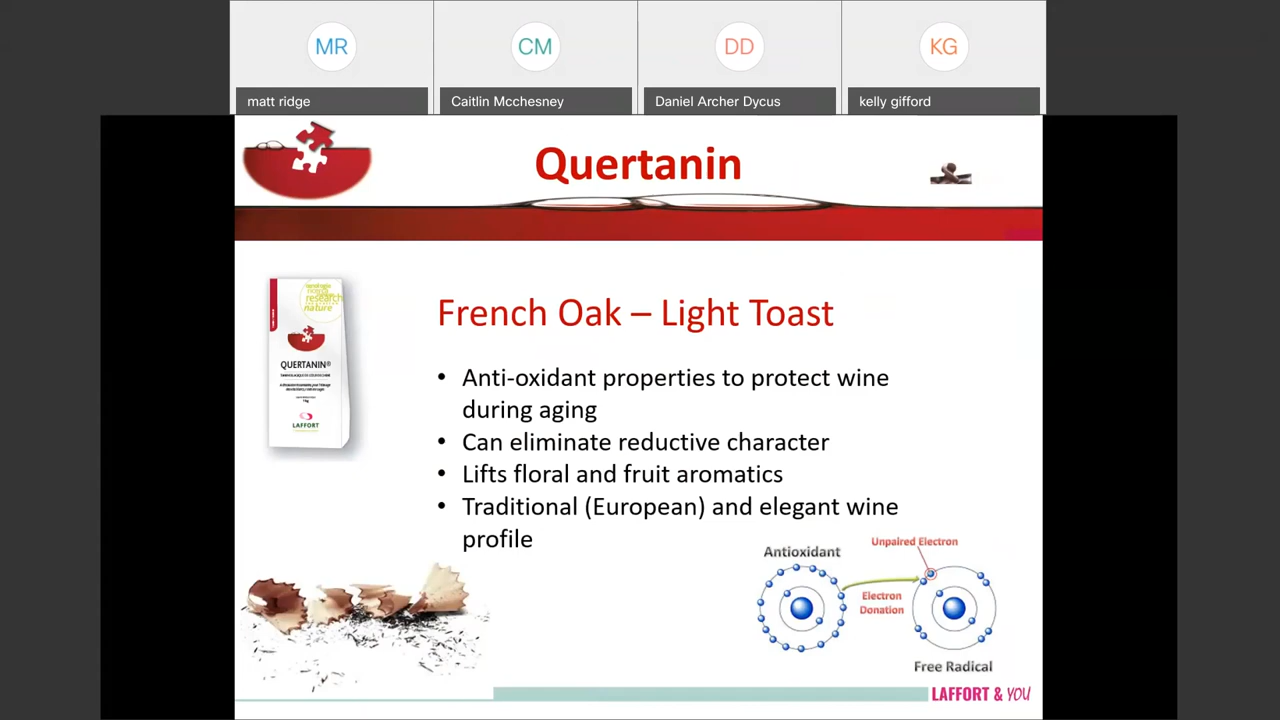 MR
CM
DD
KG
matt ridge
Caitlin Mcchesney
Daniel Archer Dycus
kelly gifford
Quertanin
French Oak – Light Toast
• Anti-oxidant properties to protect wine
during aging
• Can eliminate reductive character
• Lifts floral and fruit aromatics
• Traditional (European) and elegant wine
profile
research
nature
QUERTANIN®
LAFFORT
Antioxidant
Unpaired Electron
Electron
Donation
Free Radical
LAFFORT & YOU